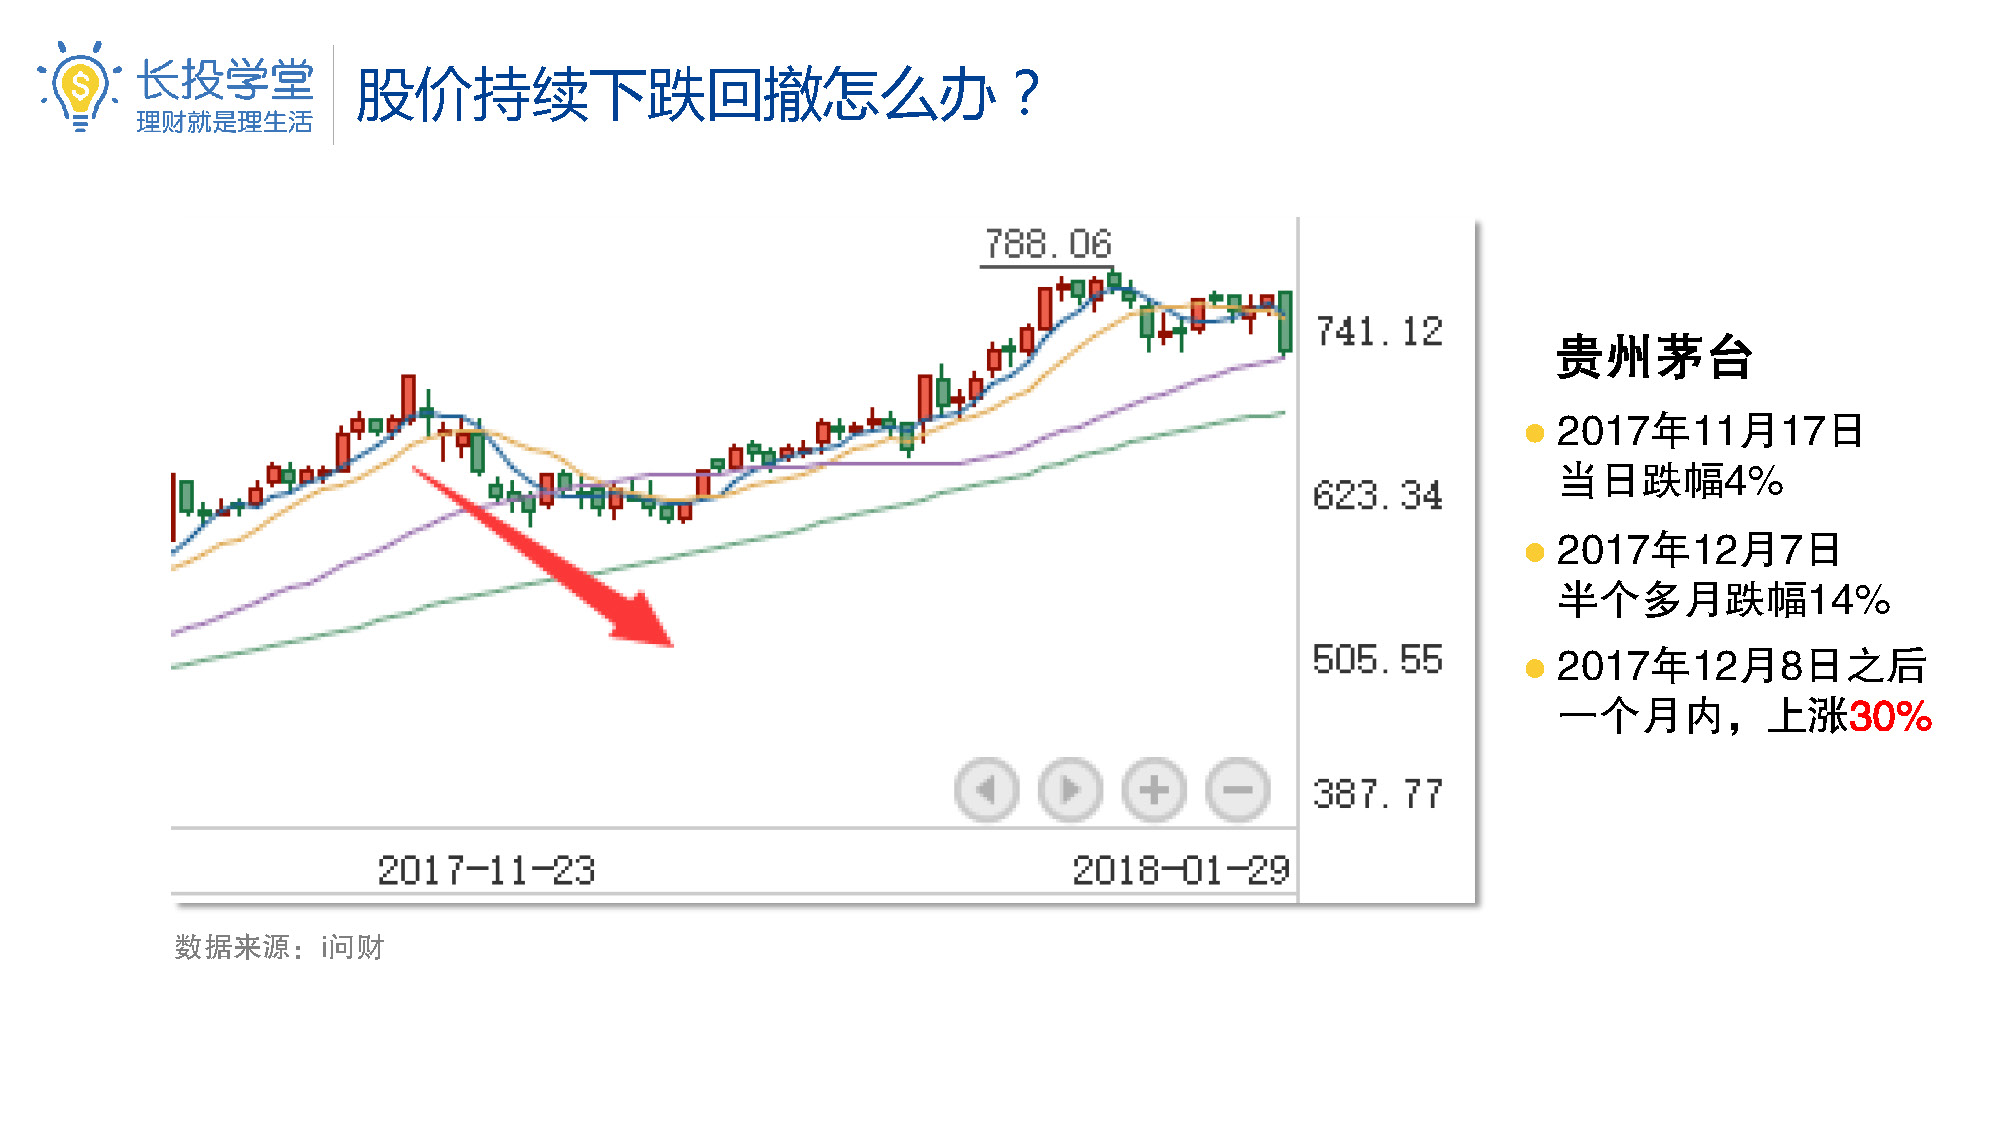 长投学堂
理财就是理生活
股价持续下跌回撤怎么办？
788.06
741.12
623.34
505.55
387.77
2017-11-23
2018-01-29
贵州茅台
2017年11月17日
当日跌幅4%
2017年12月7日
半个多月跌幅14%
2017年12月8日之后
一个月内，上涨30%
数据来源：i问财